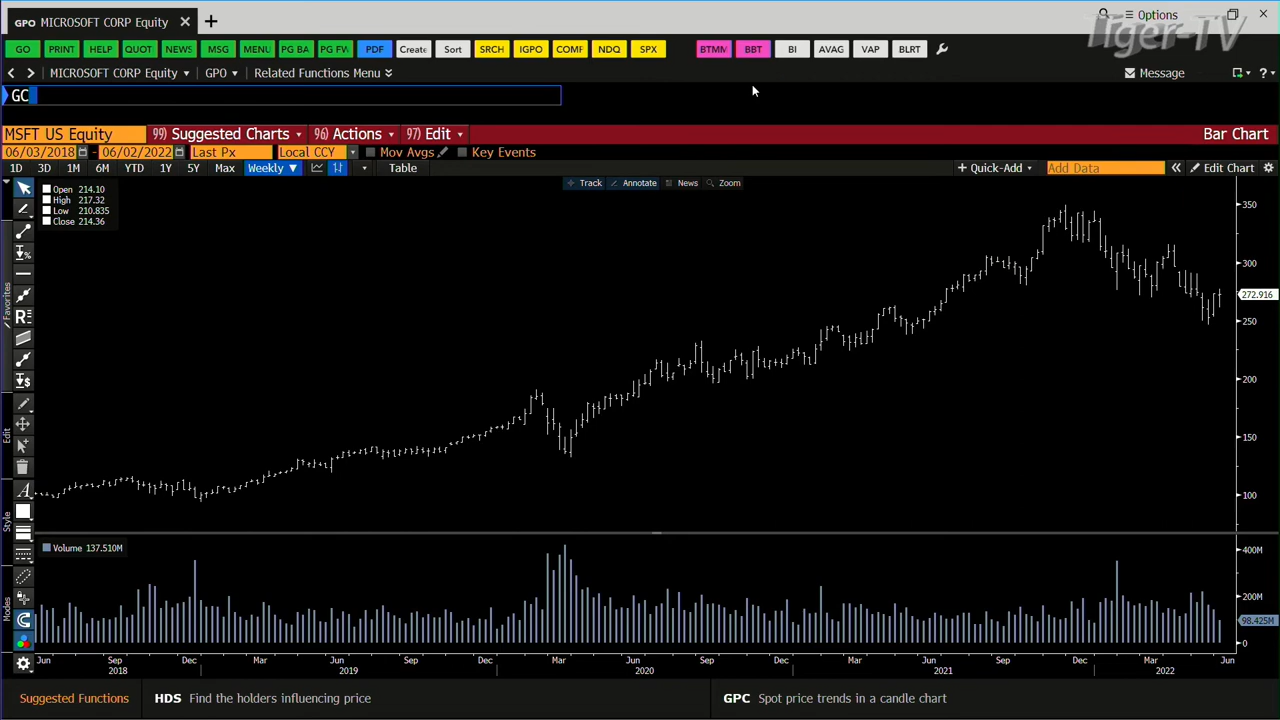 GPO MICROSOFT CORP Equity
Options
Tiger-TV
GO PRINT HELP QUOT NEWS MSG MENU PG BA PG FW PDF Create Sort SRCH IGPO COMF NDQ SPX BTMM BBT BI AVAG VAP BLRT
MICROSOFT CORP Equity GPO Related Functions Menu Message ?
GC
MSFT US Equity 99) Suggested Charts 96) Actions 97) Edit Bar Chart
06/03/2018 - 06/02/2022 Last Px Local CCY Mov Avgs Key Events
1D 3D 1M 6M YTD 1Y 5Y Max Weekly Table + Quick-Add Add Data Edit Chart
Track Annotate News Zoom
Open 214.10
High 217.32
Low 210.835
Close 214.36
350
300
272.916
250
200
150
100
Favorites
Edit
Style
Modes
Volume 137.510M
400M
200M
98.425M
0
Jun Sep Dec Mar Jun Sep Dec Mar Jun Sep Dec Mar Jun Sep Dec Mar Jun
2018 2019 2020 2021 2022
Suggested Functions HDS Find the holders influencing price GPC Spot price trends in a candle chart